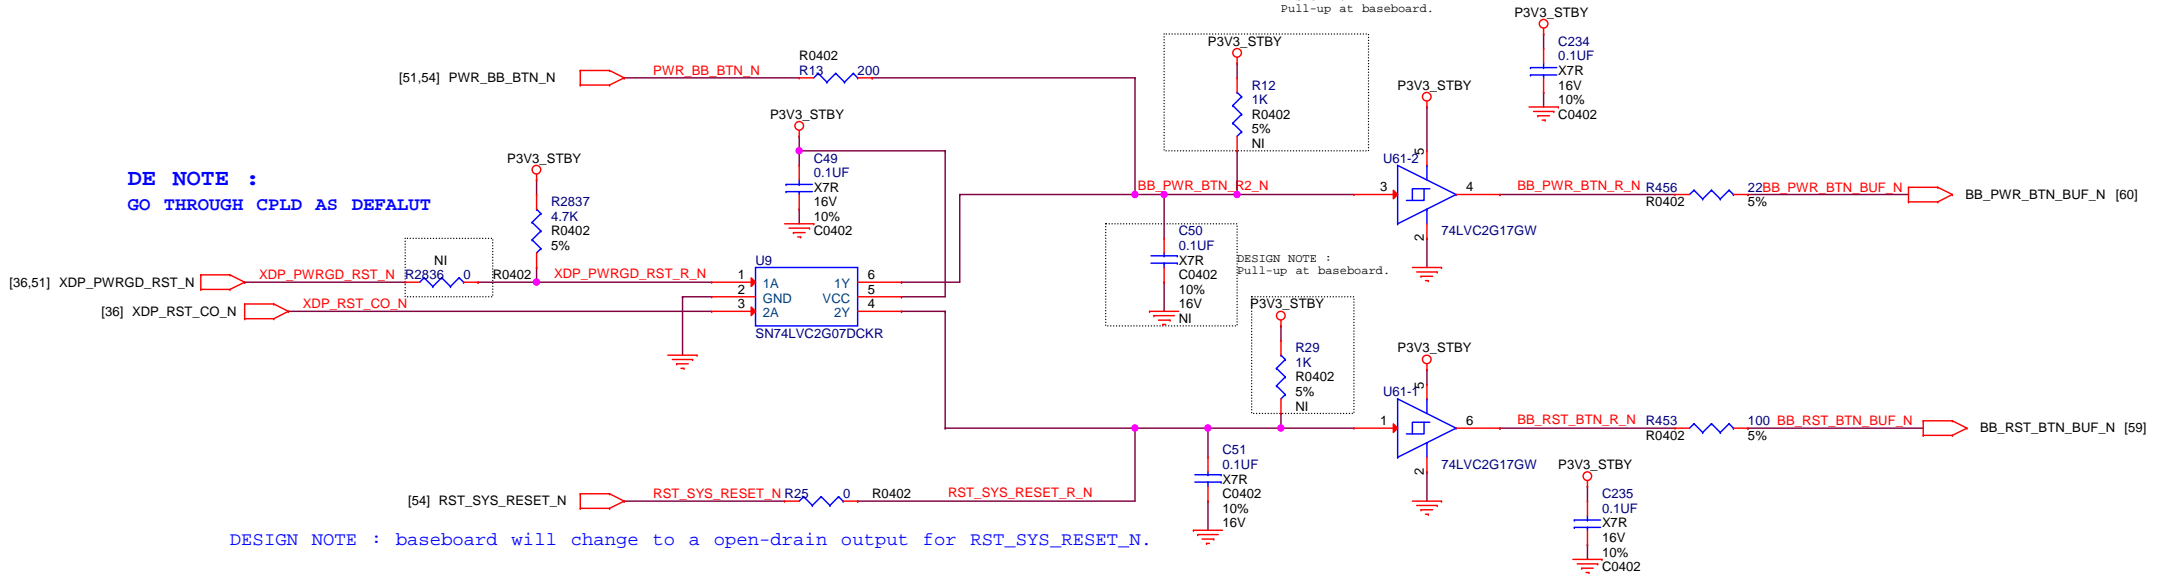 Pull-up at baseboard.
P3V3_STBY
C234
0.1UF
X7R
16V
10%
C0402
P3V3_STBY
R12
1K
R0402
5%
NI
[51,54] PWR_BB_BTN_N
PWR_BB_BTN_N
R0402
R13 200
P3V3_STBY
C49
0.1UF
X7R
16V
10%
C0402
P3V3_STBY
5
U61-2
3
4
2
74LVC2G17GW
BB_PWR_BTN_R2_N
BB_PWR_BTN_R_N
R456 22
R0402 5%
BB_PWR_BTN_BUF_N
BB_PWR_BTN_BUF_N [60]
DE NOTE :
GO THROUGH CPLD AS DEFALUT
P3V3_STBY
R2837
4.7K
R0402
5%
C50
0.1UF
X7R
C0402
10%
16V
NI
DESIGN NOTE :
Pull-up at baseboard.
[36,51] XDP_PWRGD_RST_N
XDP_PWRGD_RST_N
NI
R2836 0 R0402
XDP_PWRGD_RST_R_N
[36] XDP_RST_CO_N
XDP_RST_CO_N
U9
1 1A 1Y 6
2 GND VCC 5
3 2A 2Y 4
SN74LVC2G07DCKR
P3V3_STBY
R29
1K
R0402
5%
NI
P3V3_STBY
5
U61-1
1
6
2
74LVC2G17GW
BB_RST_BTN_R_N
R453 100
R0402 5%
BB_RST_BTN_BUF_N
BB_RST_BTN_BUF_N [59]
C51
0.1UF
X7R
C0402
10%
16V
P3V3_STBY
C235
0.1UF
X7R
16V
10%
C0402
[54] RST_SYS_RESET_N
RST_SYS_RESET_N
R25 0 R0402
RST_SYS_RESET_R_N
DESIGN NOTE : baseboard will change to a open-drain output for RST_SYS_RESET_N.